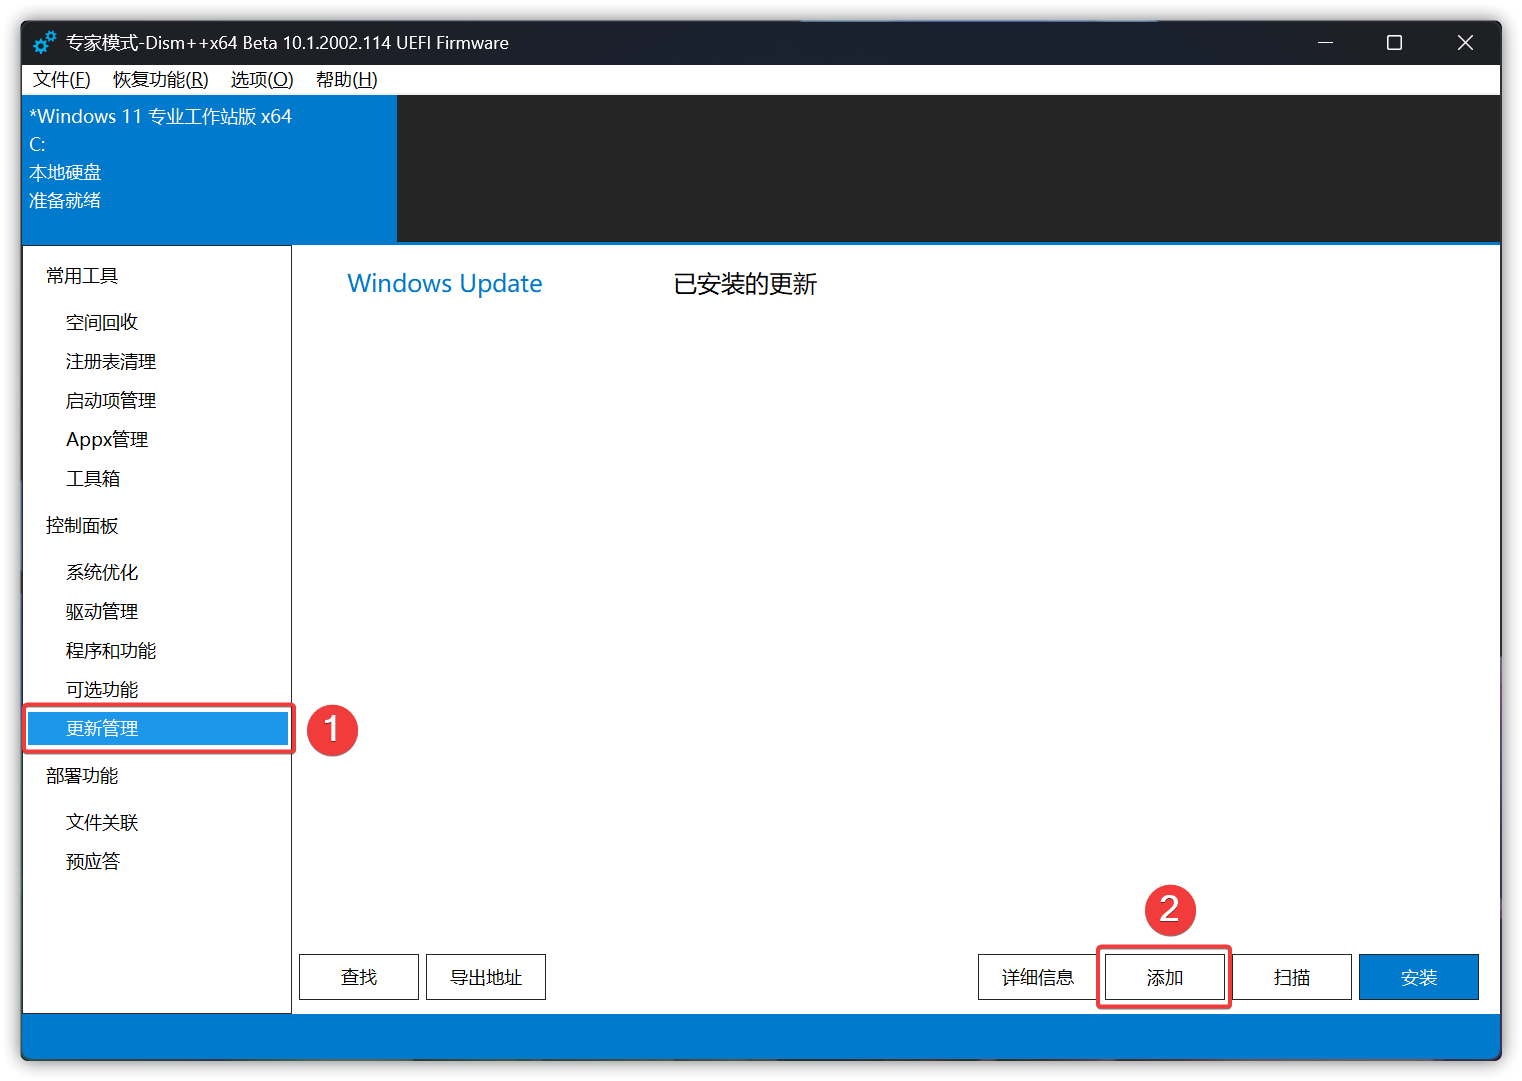 专家模式-Dism++x64 Beta 10.1.2002.114 UEFI Firmware
文件(F) 恢复功能(R) 选项(O) 帮助(H)
*Windows 11 专业工作站版 x64
C:
本地硬盘
准备就绪
常用工具
空间回收
注册表清理
启动项管理
Appx管理
工具箱
控制面板
系统优化
驱动管理
程序和功能
可选功能
更新管理
1
部署功能
文件关联
预应答
Windows Update 已安装的更新
2
查找 导出地址 详细信息 添加 扫描 安装